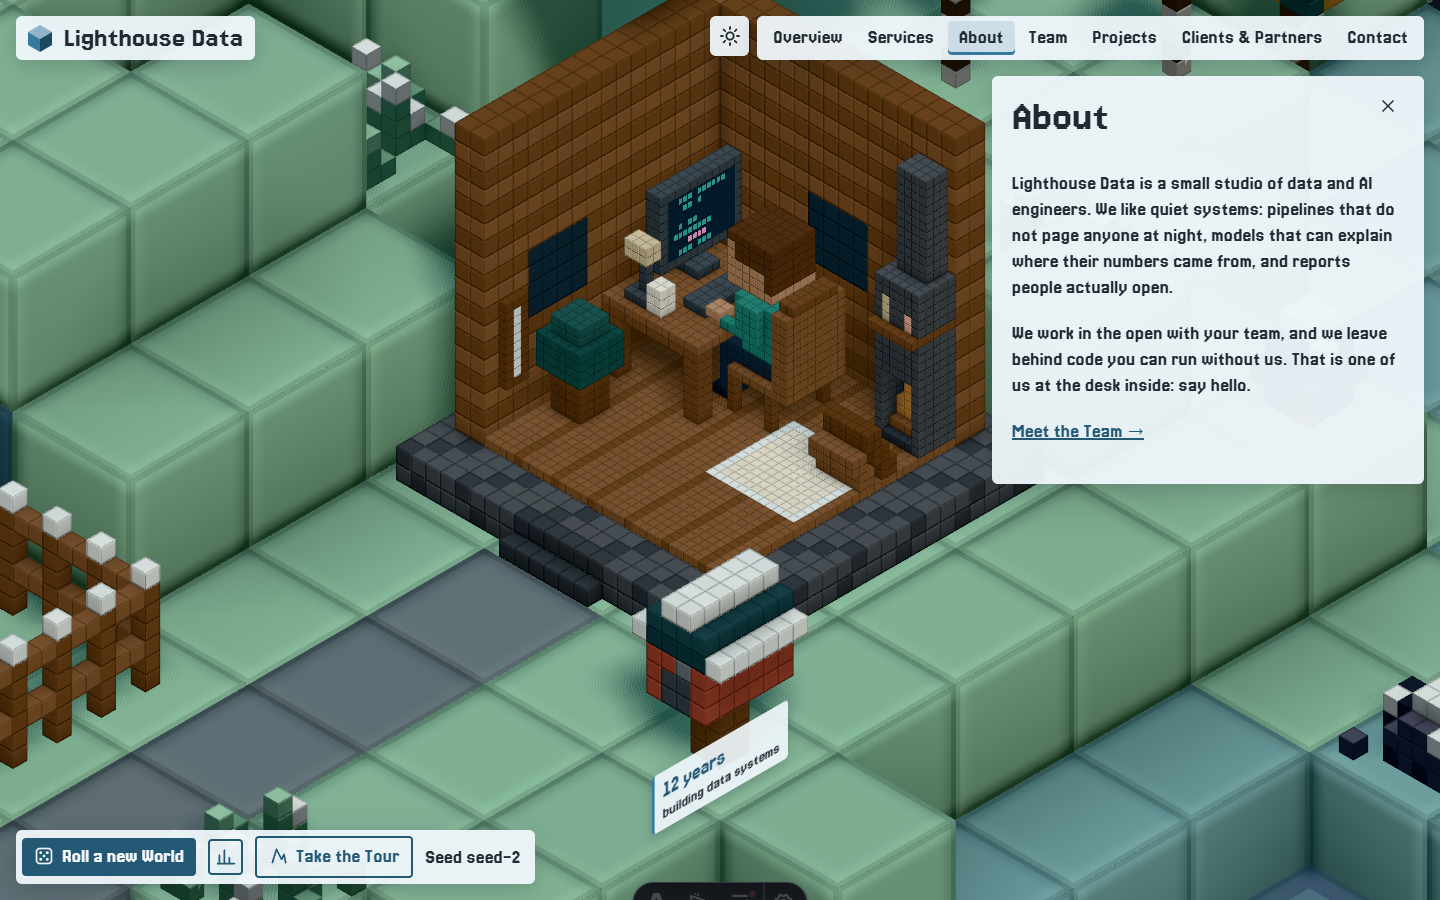 Lighthouse Data
Overview
Services
About
Team
Projects
Clients & Partners
Contact
About
Lighthouse Data is a small studio of data and AI
engineers. We like quiet systems: pipelines that do
not page anyone at night, models that can explain
where their numbers came from, and reports
people actually open.
We work in the open with your team, and we leave
behind code you can run without us. That is one of
us at the desk inside: say hello.
Meet the Team →
12 years
building data systems
Roll a new World
Take the Tour
Seed seed-2